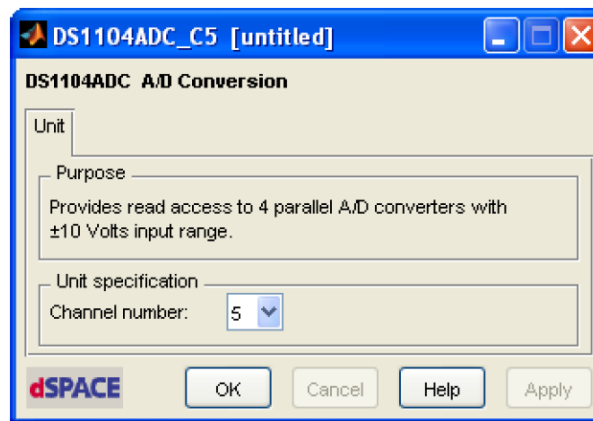 DS1104ADC_C5 [untitled]
DS1104ADC A/D Conversion
Unit
Purpose
Provides read access to 4 parallel A/D converters with
±10 Volts input range.
Unit specification
Channel number: 5
dSPACE OK Cancel Help Apply